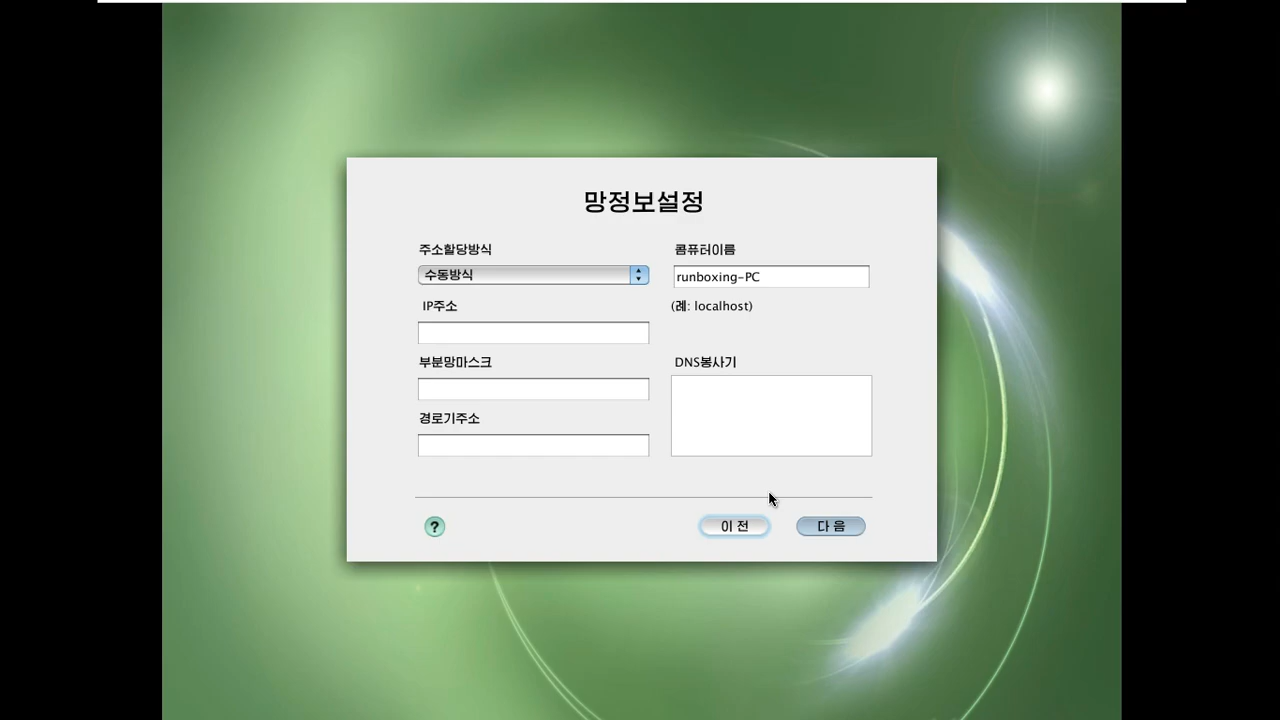 망정보설정
주소할당방식
수동방식
IP주소
부분망마스크
경로기주소
콤퓨터이름
runboxing-PC
(례: localhost)
DNS봉사기
?
이 전
다 음